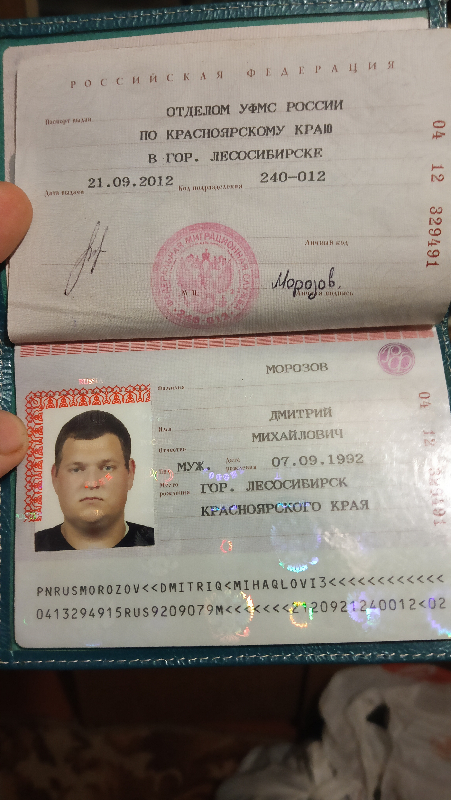 РОССИЙСКАЯ ФЕДЕРАЦИЯ
Паспорт выдан ОТДЕЛОМ УФМС РОССИИ
ПО КРАСНОЯРСКОМУ КРАЮ
В ГОР. ЛЕСОСИБИРСКЕ
Дата выдачи 21.09.2012 Код подразделения 240-012
04 12 329491
Личный код
Морозов.
М.П. Личная подпись
Фамилия МОРОЗОВ
Имя ДМИТРИЙ
Отчество МИХАЙЛОВИЧ
Пол МУЖ. Дата рождения 07.09.1992
Место рождения ГОР. ЛЕСОСИБИРСК
КРАСНОЯРСКОГО КРАЯ
04 12
PNRUSMOROZOV<<DMITRIQ<MIHAQLOVI3<<<<<<<<<<<<
0413294915RUS9209079M<<<<<<<2120921240012<02